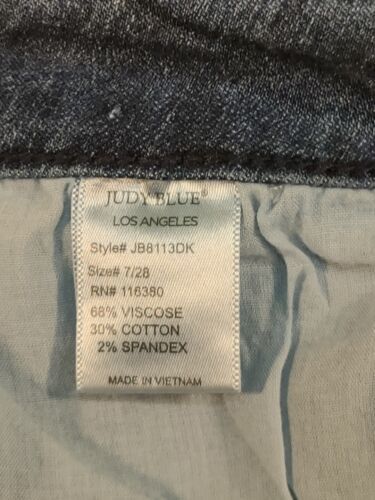 JUDY BLUE®
LOS ANGELES
Style# JB8113DK
Size# 7/28
RN# 116380
68% VISCOSE
30% COTTON
2% SPANDEX
MADE IN VIETNAM